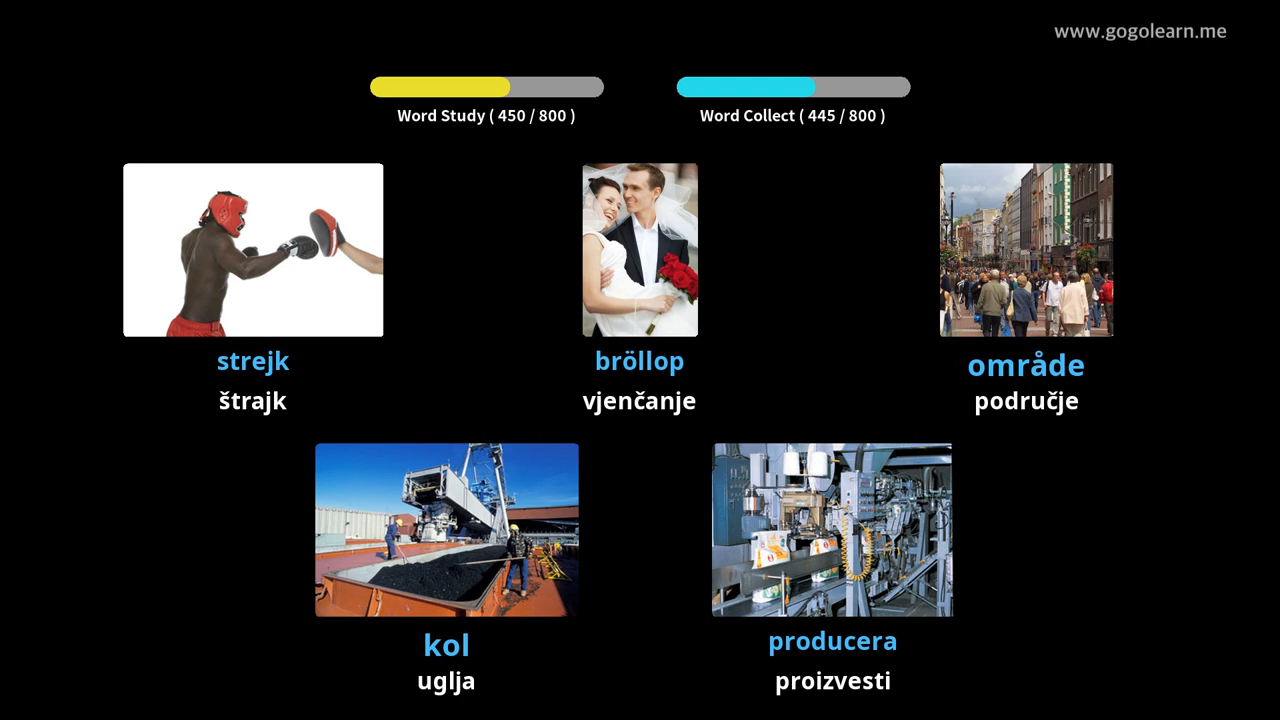 www.gogolearn.me
Word Study ( 450 / 800 )
Word Collect ( 445 / 800 )
strejk
bröllop
område
štrajk
vjenčanje
područje
kol
producera
uglja
proizvesti